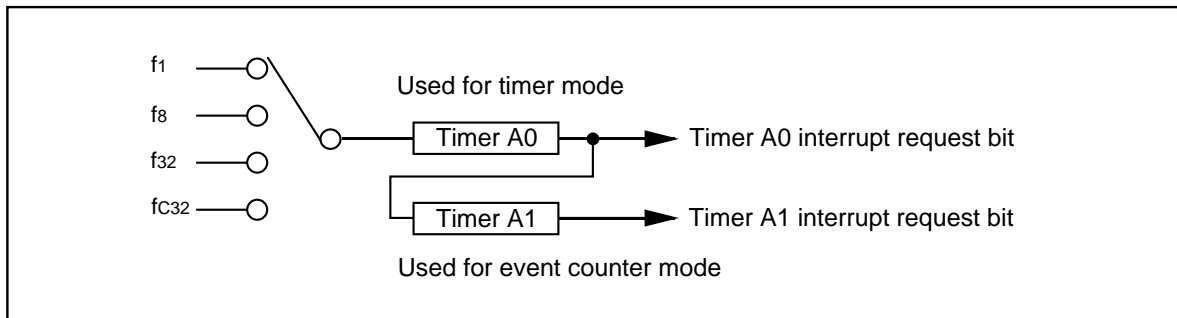 f1
Used for timer mode
f8
Timer A0
Timer A0 interrupt request bit
f32
fC32
Timer A1
Timer A1 interrupt request bit
Used for event counter mode